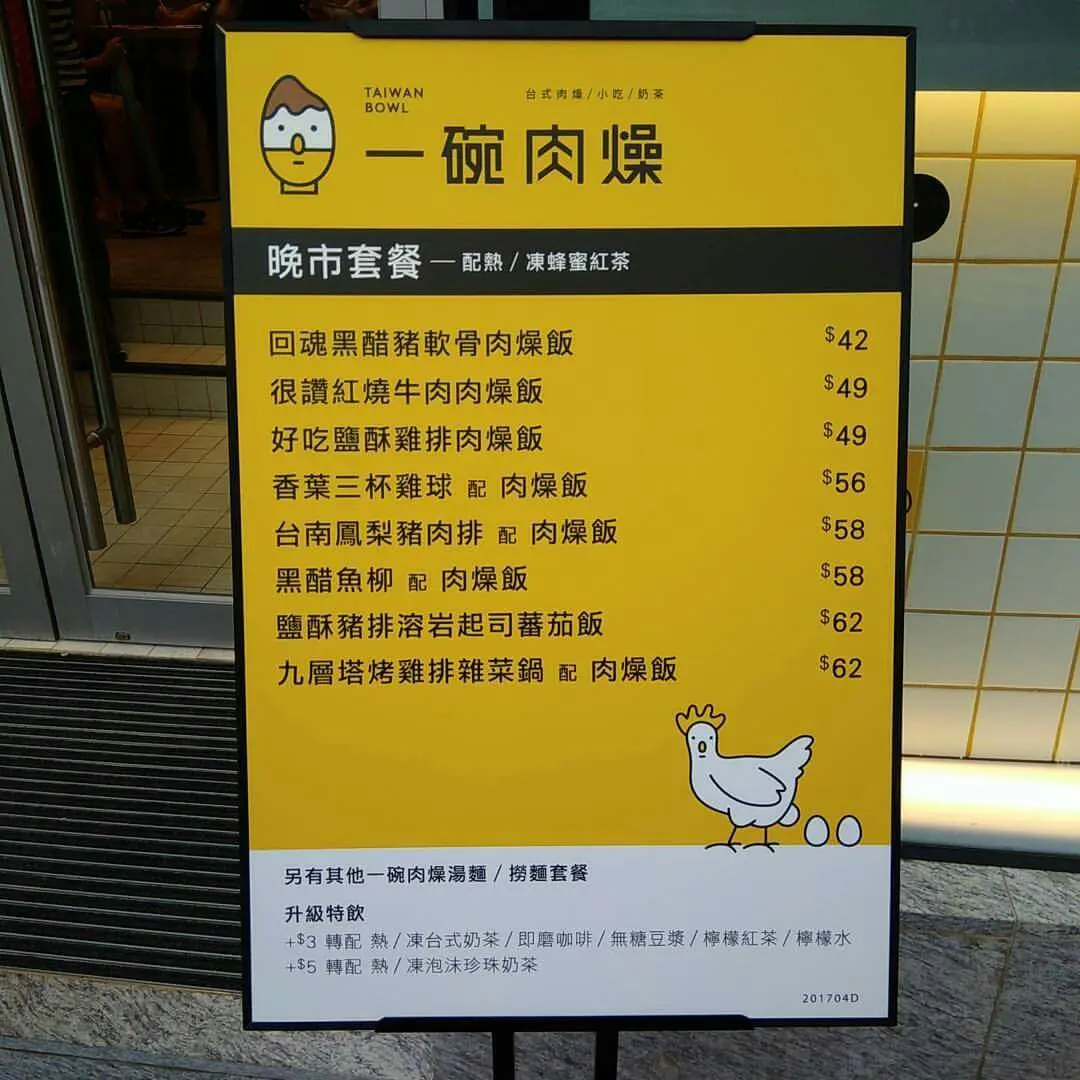 TAIWAN
BOWL
台式肉燥/小吃/奶茶
一碗肉燥
晚市套餐 — 配熱 / 凍蜂蜜紅茶
回魂黑醋豬軟骨肉燥飯 $42
很讚紅燒牛肉肉燥飯 $49
好吃鹽酥雞排肉燥飯 $49
香葉三杯雞球 配 肉燥飯 $56
台南鳳梨豬肉排 配 肉燥飯 $58
黑醋魚柳 配 肉燥飯 $58
鹽酥豬排溶岩起司蕃茄飯 $62
九層塔烤雞排雜菜鍋 配 肉燥飯 $62
另有其他一碗肉燥湯麵 / 撈麵套餐
升級特飲
+$3 轉配 熱/凍台式奶茶/即磨咖啡/無糖豆漿/檸檬紅茶/檸檬水
+$5 轉配 熱/凍泡沫珍珠奶茶
201704D